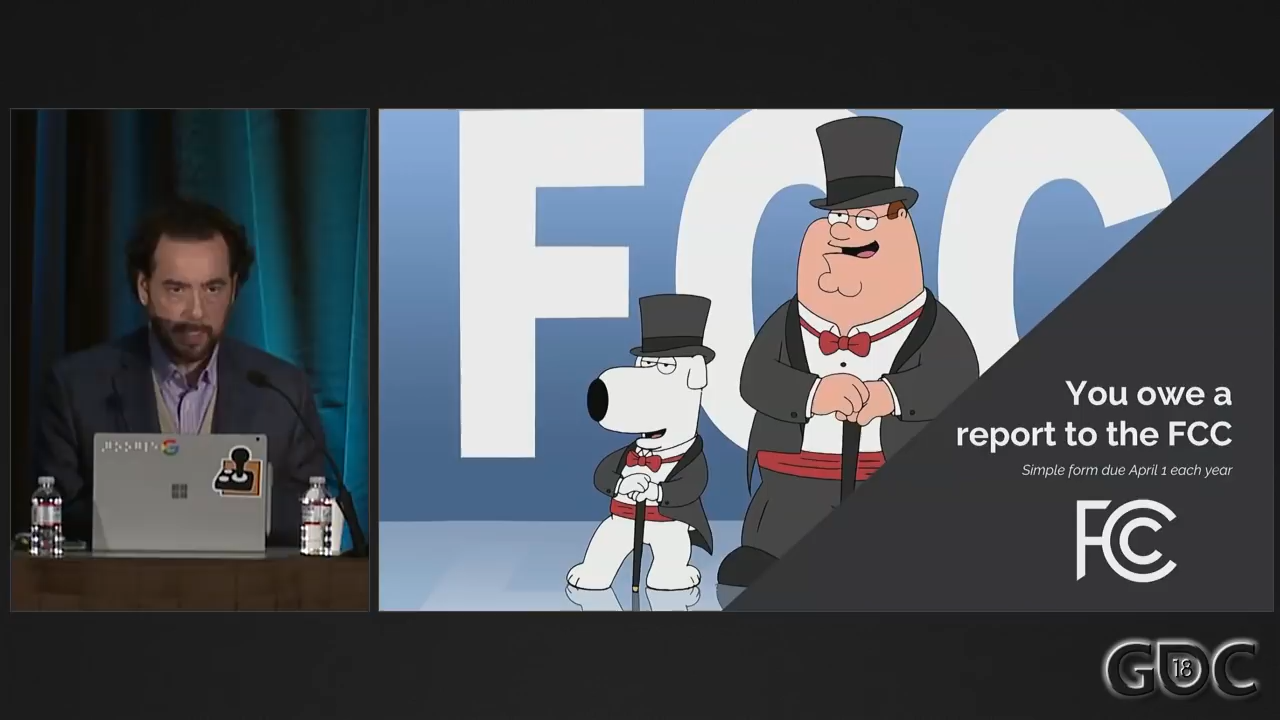 FCC
You owe a
report to the FCC
Simple form due April 1 each year
FCC
GDC
18